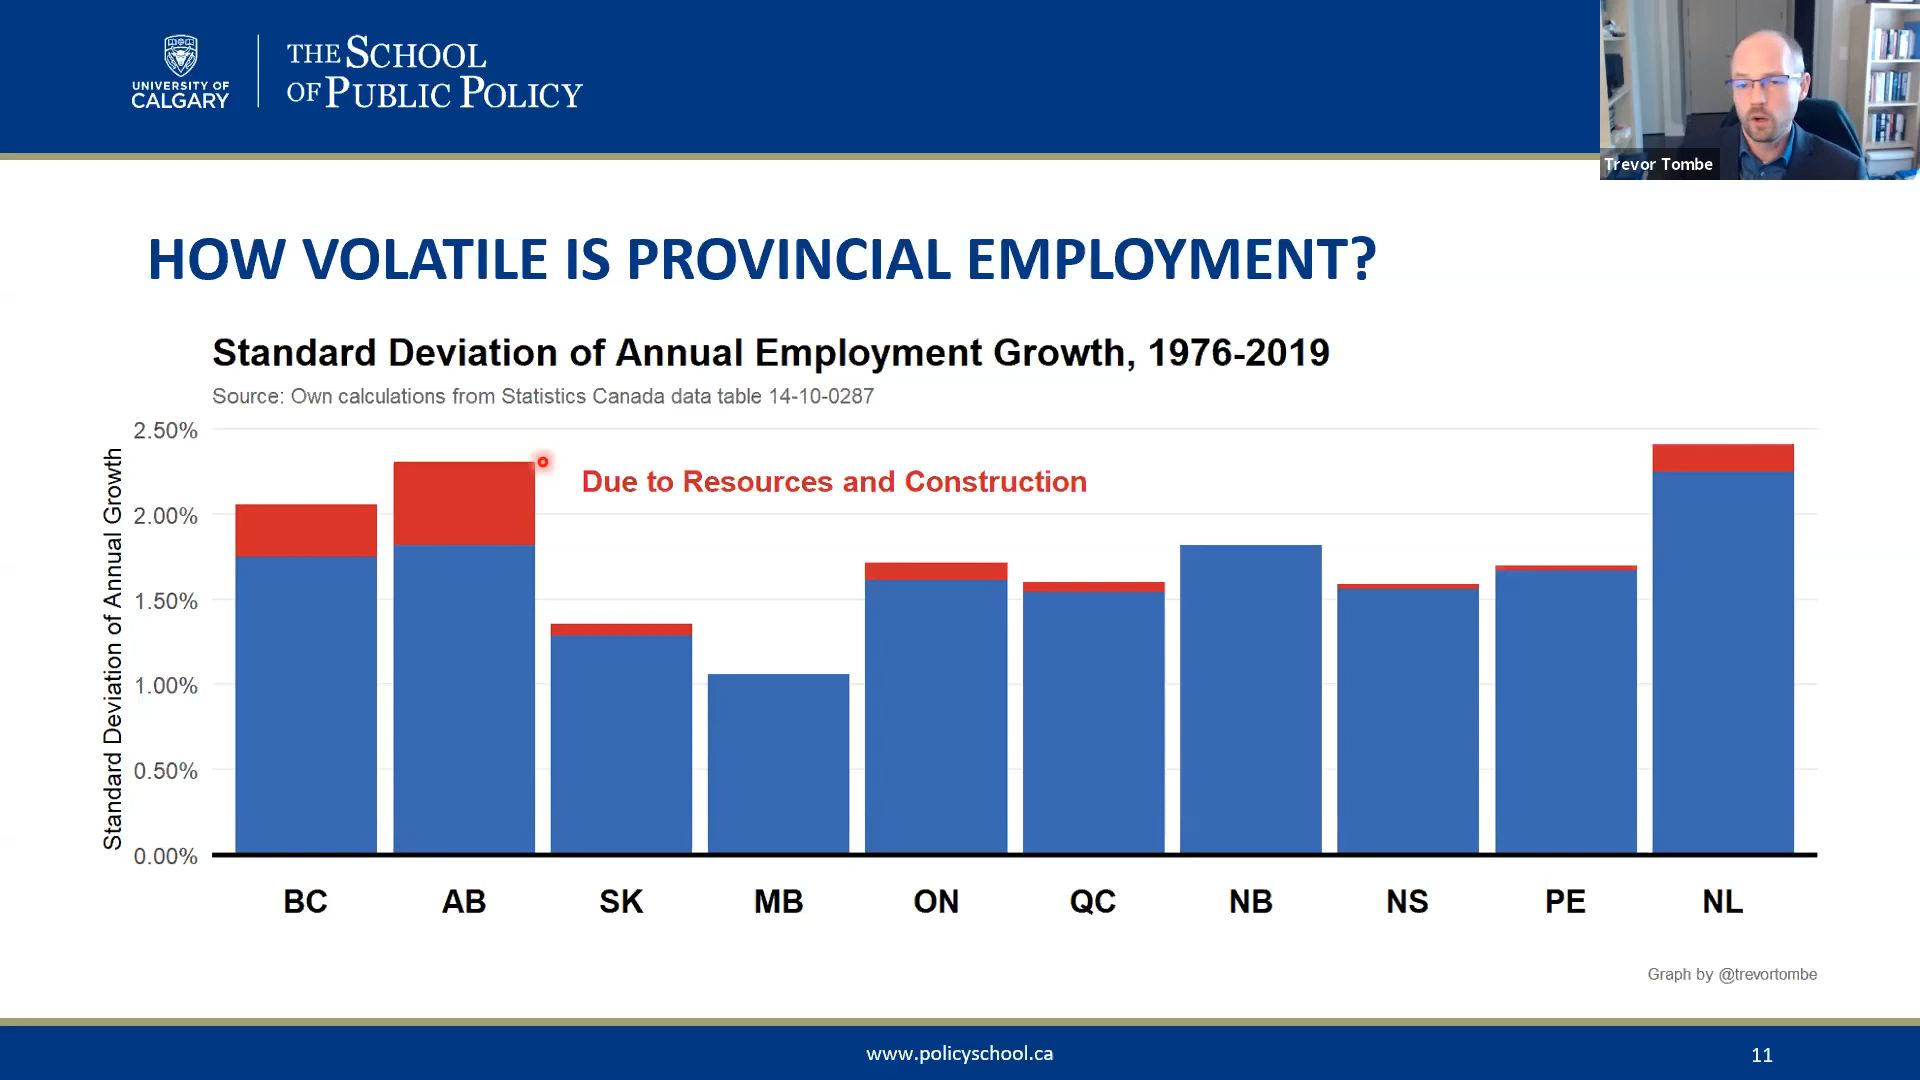 UNIVERSITY OF
CALGARY
THE SCHOOL
OF PUBLIC POLICY
Trevor Tombe
HOW VOLATILE IS PROVINCIAL EMPLOYMENT?
Standard Deviation of Annual Employment Growth, 1976-2019
Source: Own calculations from Statistics Canada data table 14-10-0287
Standard Deviation of Annual Growth
2.50%
2.00%
1.50%
1.00%
0.50%
0.00%
Due to Resources and Construction
BC AB SK MB ON QC NB NS PE NL
Graph by @trevortombe
www.policyschool.ca
11